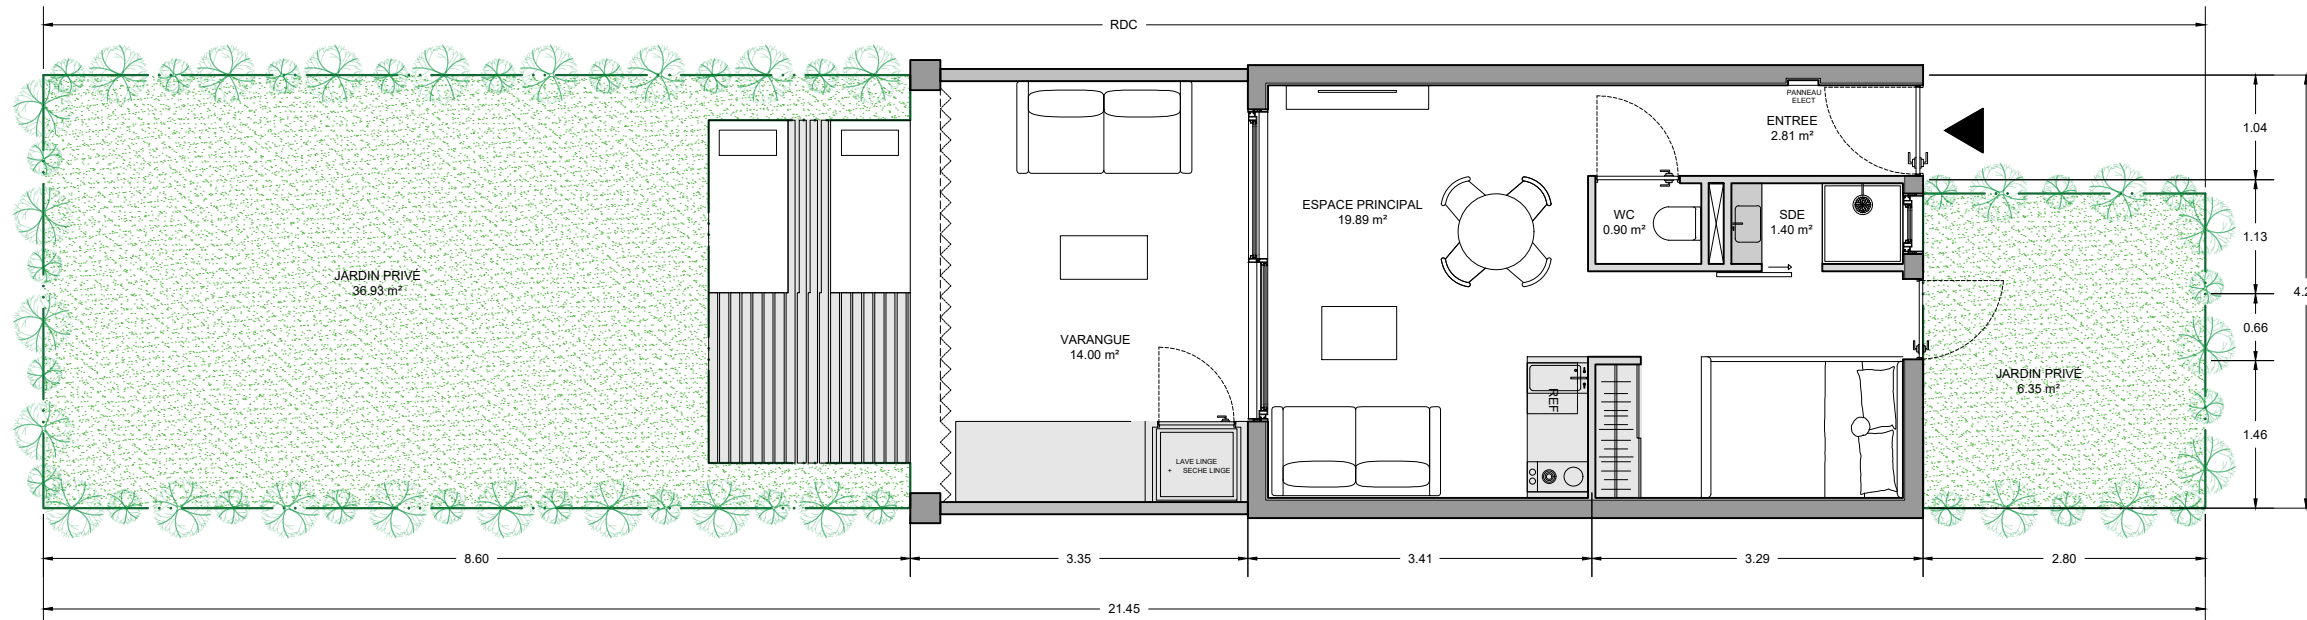 RDC
PANNEAU
ELECT
ENTREE
2.81 m²
1.04
ESPACE PRINCIPAL
19.89 m²
WC
0.90 m²
SDE
1.40 m²
1.13
JARDIN PRIVÉ
36.93 m²
4.2
0.66
VARANGUE
14.00 m²
JARDIN PRIVÉ
6.35 m²
REF
1.46
LAVE LINGE
+ SECHE LINGE
8.60
3.35
3.41
3.29
2.80
21.45